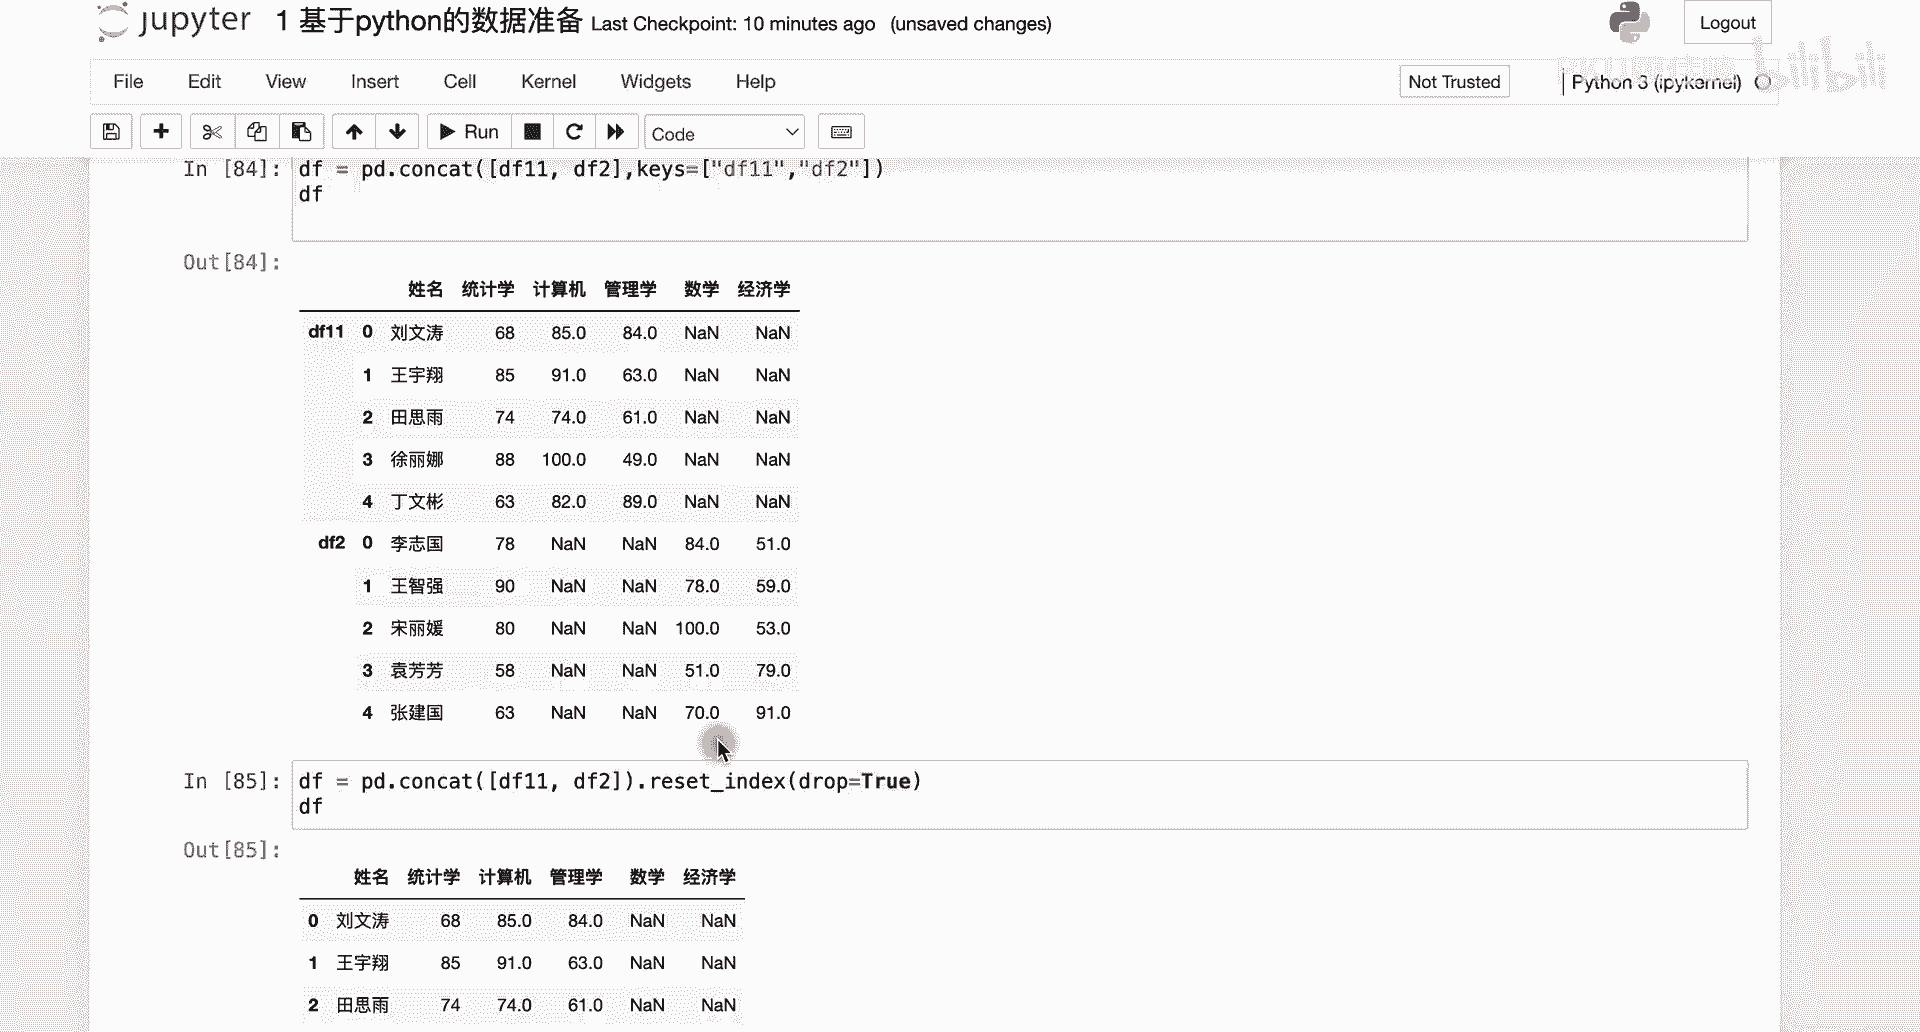 jupyter 1 基于python的数据准备 Last Checkpoint: 10 minutes ago (unsaved changes)
Logout
File Edit View Insert Cell Kernel Widgets Help
Not Trusted
Python 3 (ipykernel)
bilibili
Run
Code
In [84]: df = pd.concat([df11, df2],keys=["df11","df2"])
df
Out[84]:
姓名 统计学 计算机 管理学 数学 经济学
df11 0 刘文涛 68 85.0 84.0 NaN NaN
1 王宇翔 85 91.0 63.0 NaN NaN
2 田思雨 74 74.0 61.0 NaN NaN
3 徐丽娜 88 100.0 49.0 NaN NaN
4 丁文彬 63 82.0 89.0 NaN NaN
df2 0 李志国 78 NaN NaN 84.0 51.0
1 王智强 90 NaN NaN 78.0 59.0
2 宋丽媛 80 NaN NaN 100.0 53.0
3 袁芳芳 58 NaN NaN 51.0 79.0
4 张建国 63 NaN NaN 70.0 91.0
In [85]: df = pd.concat([df11, df2]).reset_index(drop=True)
df
Out[85]:
姓名 统计学 计算机 管理学 数学 经济学
0 刘文涛 68 85.0 84.0 NaN NaN
1 王宇翔 85 91.0 63.0 NaN NaN
2 田思雨 74 74.0 61.0 NaN NaN